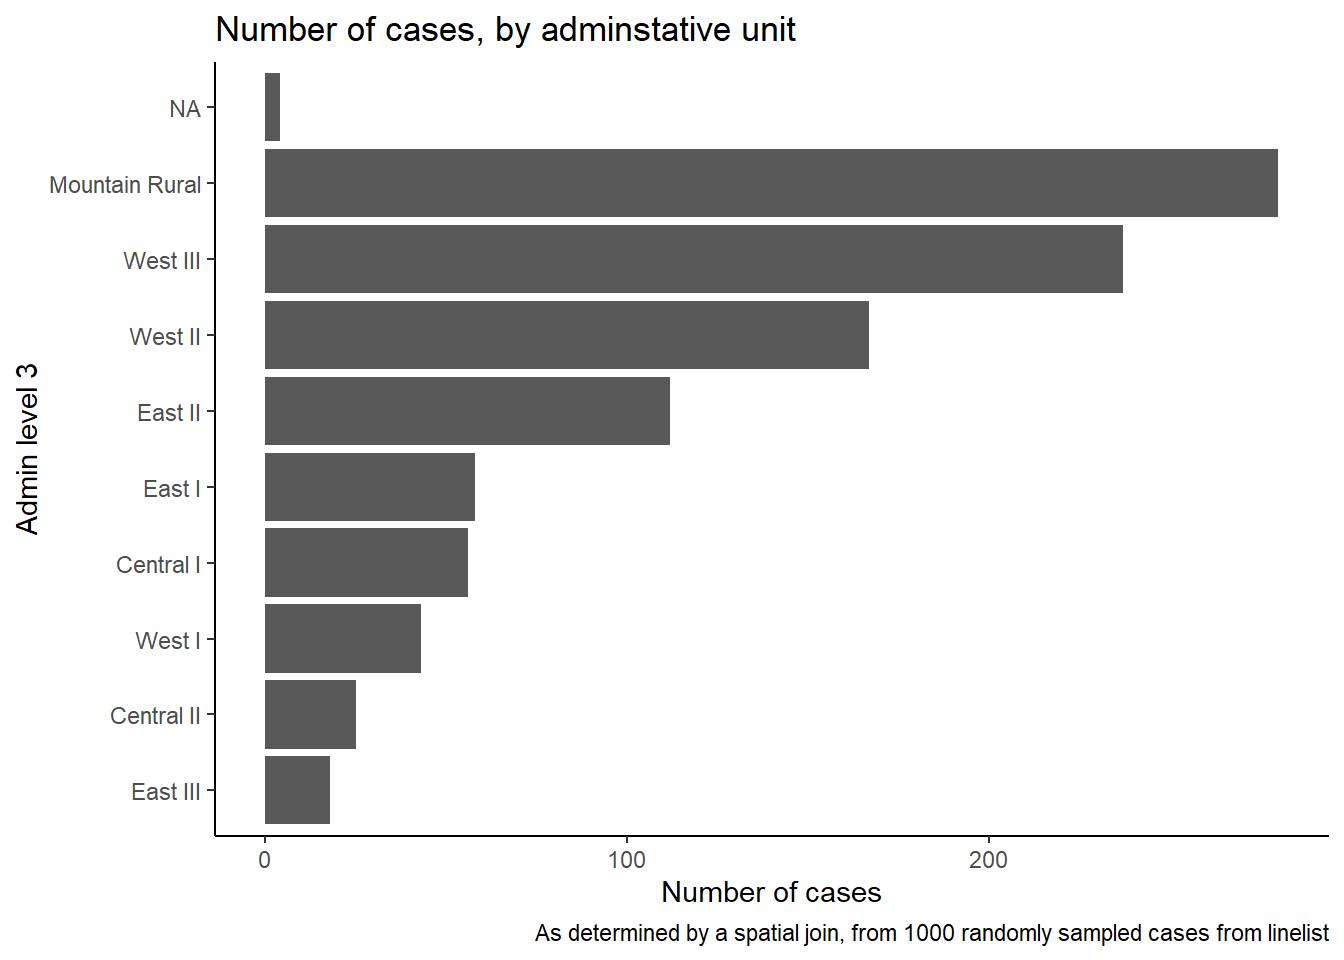 Number of cases, by adminstative unit
NA
Mountain Rural
West III
West II
East II
East I
Central I
West I
Central II
East III
Admin level 3
0 100 200
Number of cases
As determined by a spatial join, from 1000 randomly sampled cases from linelist